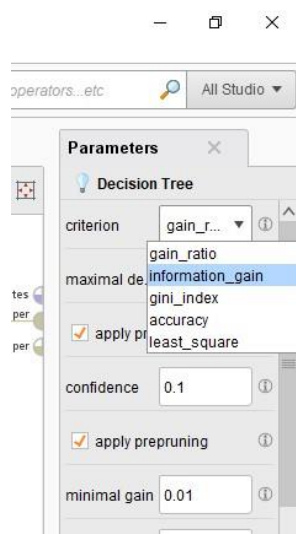 operators...etc All Studio
Parameters
Decision Tree
criterion gain_r...
gain_ratio
maximal de. information_gain
gini_index
tes
accuracy
per
apply pr
least_square
per
confidence 0.1
apply prepruning
minimal gain 0.01